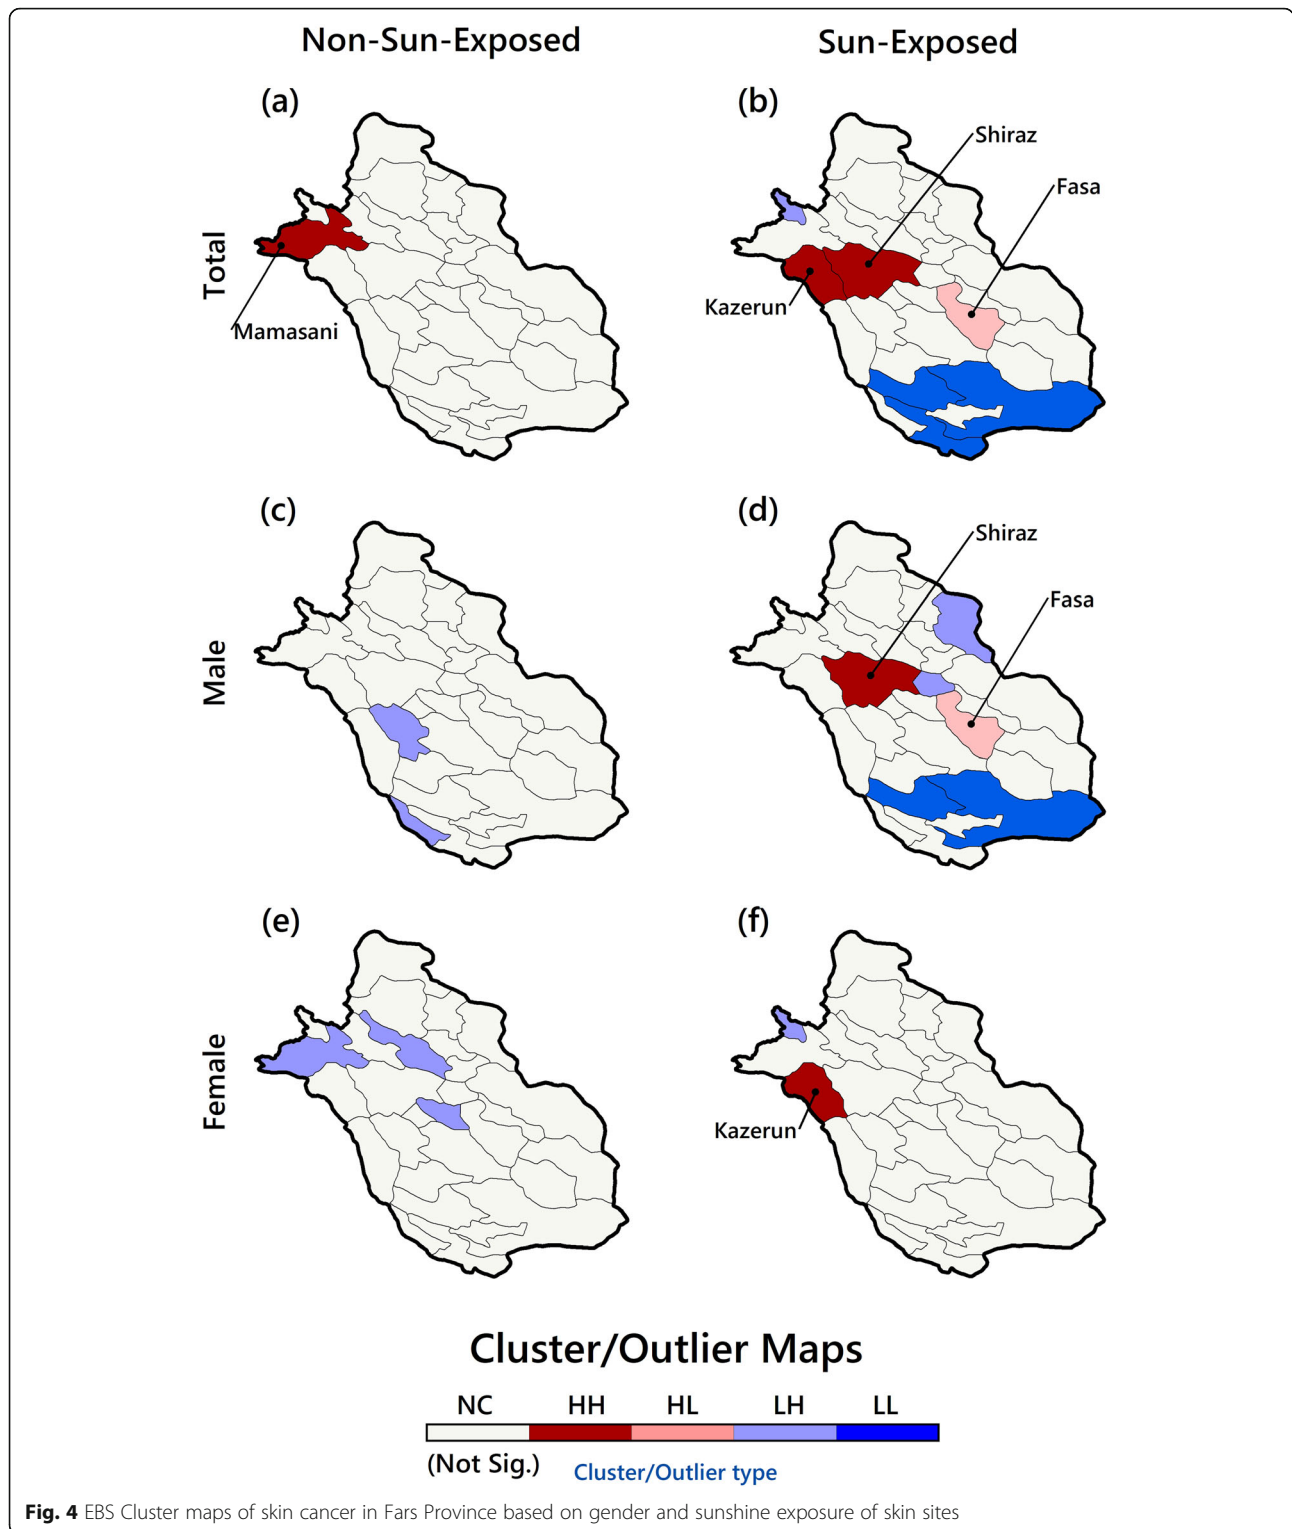 Non-Sun-Exposed
Sun-Exposed
(a)
(b)
Shiraz
Fasa
Total
Mamasani
Kazerun
(c)
(d)
Shiraz
Fasa
Male
(e)
(f)
Female
Kazerun
Cluster/Outlier Maps
NC HH HL LH LL
(Not Sig.)
Cluster/Outlier type
Fig. 4 EBS Cluster maps of skin cancer in Fars Province based on gender and sunshine exposure of skin sites